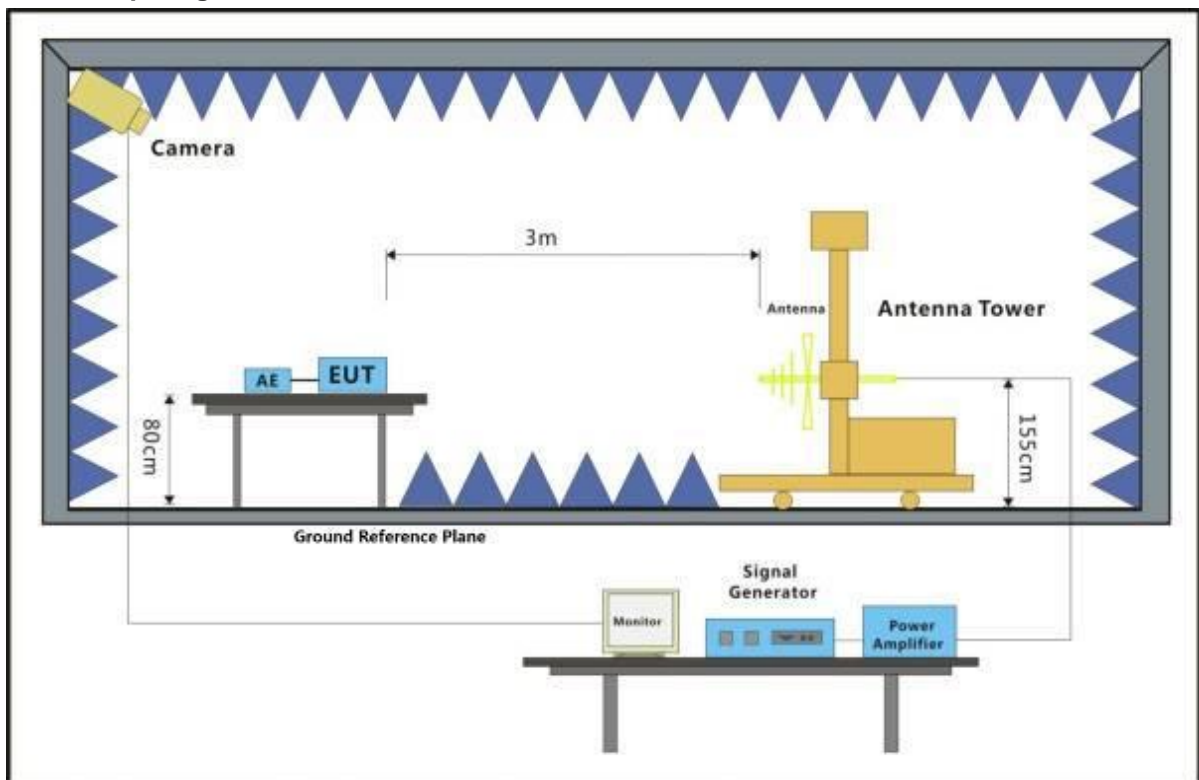 Camera
3m
Antenna
Antenna Tower
AE
EUT
80cm
155cm
Ground Reference Plane
Signal
Generator
Monitor
Power
Amplifier